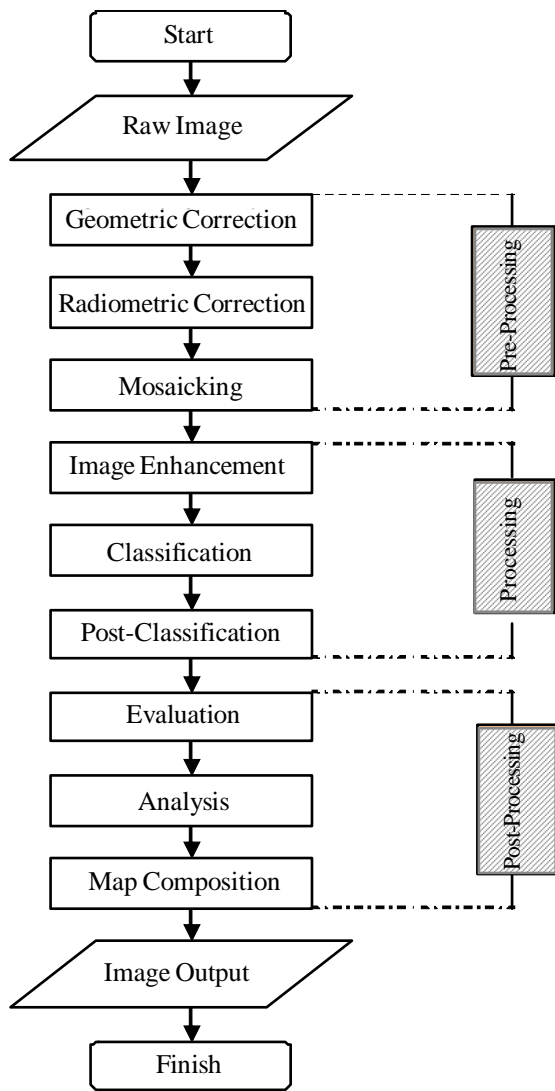 Start
Raw Image
Geometric Correction
Radiometric Correction
Mosaicking
Pre-Processing
Image Enhancement
Classification
Post-Classification
Processing
Evaluation
Analysis
Map Composition
Post-Processing
Image Output
Finish